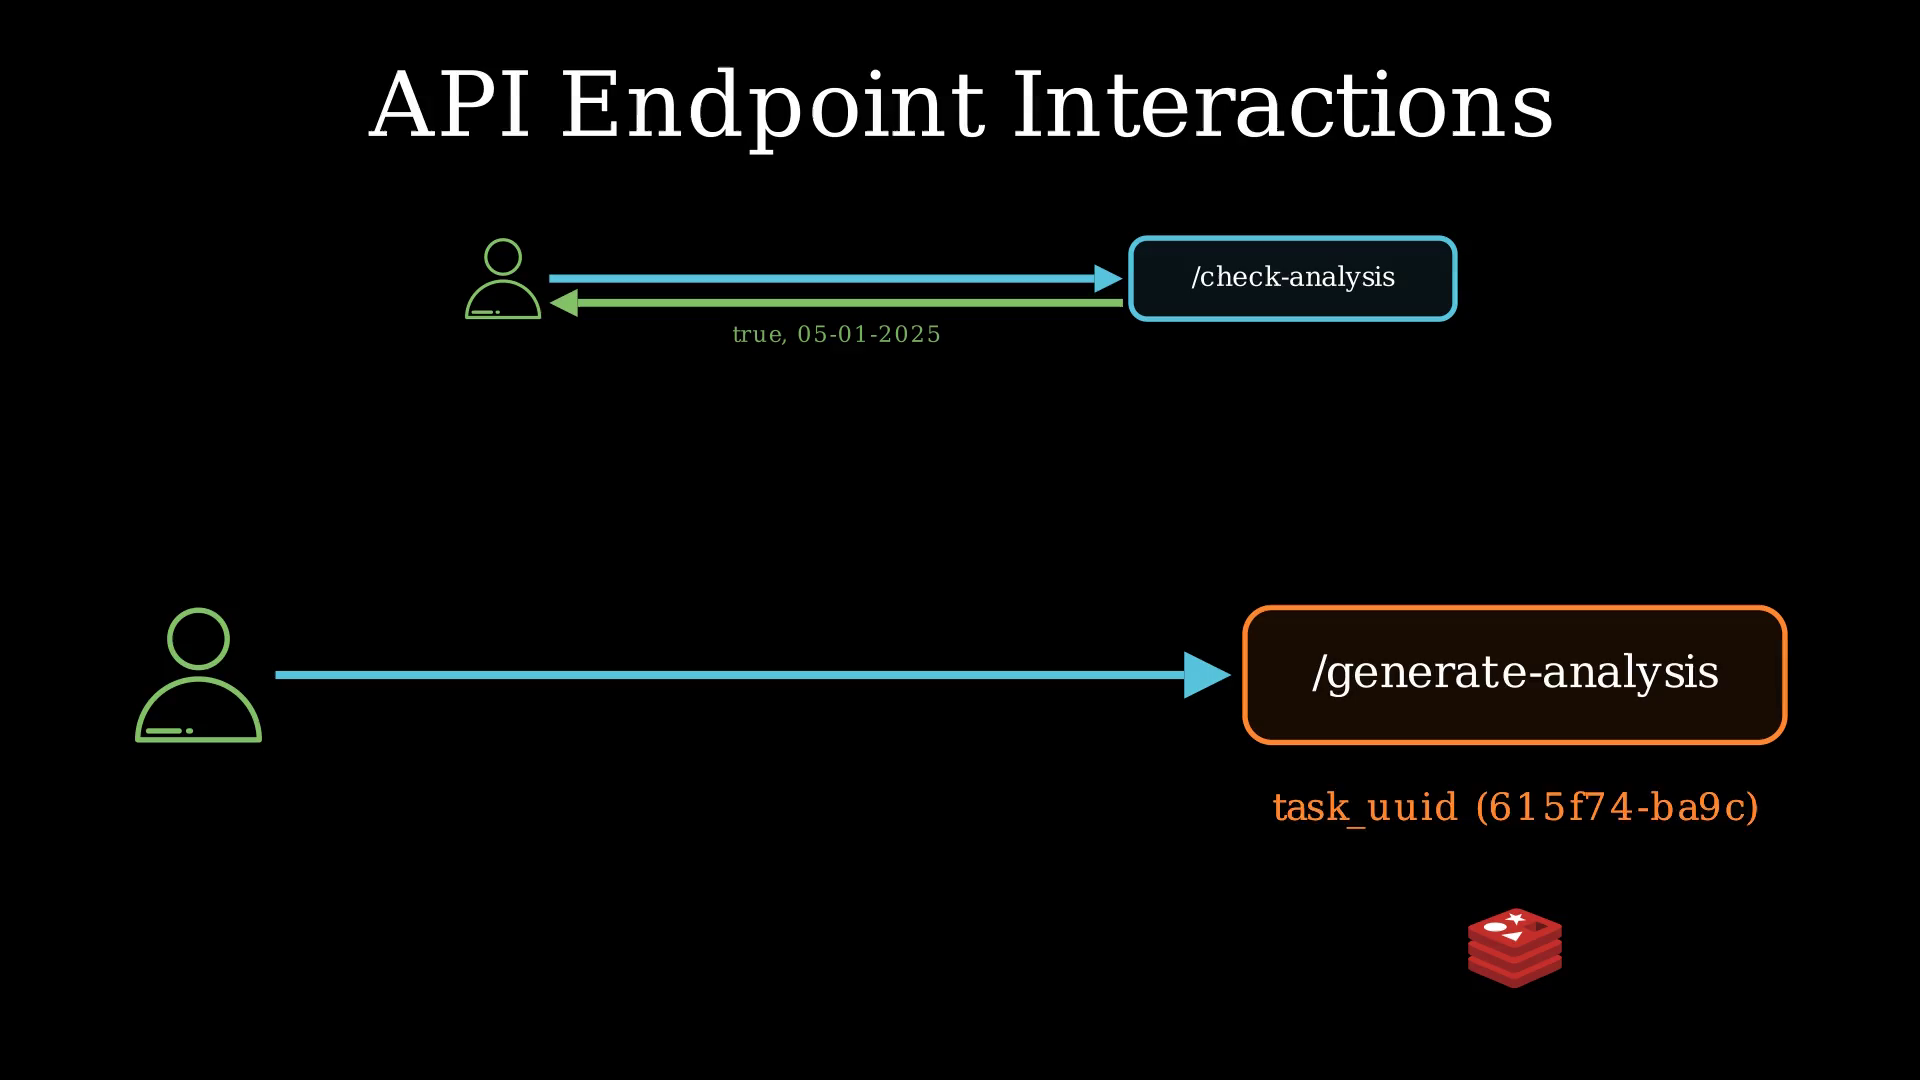 API Endpoint Interactions
/check-analysis
true, 05-01-2025
/generate-analysis
task_uuid (615f74-ba9c)